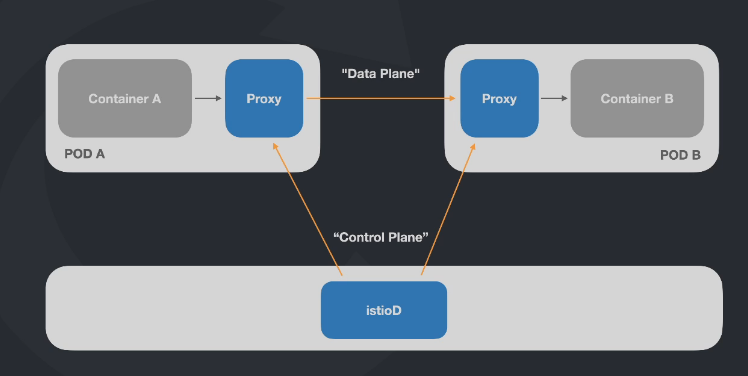 "Data Plane"
Container A
Proxy
Proxy
Container B
POD A
POD B
“Control Plane”
istioD